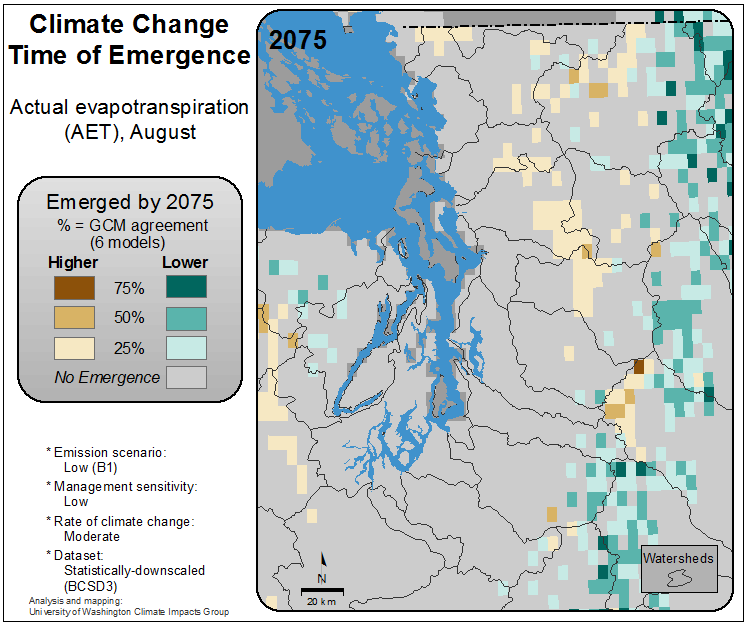 Climate Change
Time of Emergence
Actual evapotranspiration
(AET), August
Emerged by 2075
% = GCM agreement
(6 models)
Higher Lower
75%
50%
25%
No Emergence
* Emission scenario:
Low (B1)
* Management sensitivity:
Low
* Rate of climate change:
Moderate
* Dataset:
Statistically-downscaled
(BCSD3)
Analysis and mapping:
University of Washington Climate Impacts Group
2075
N
20 km
Watersheds